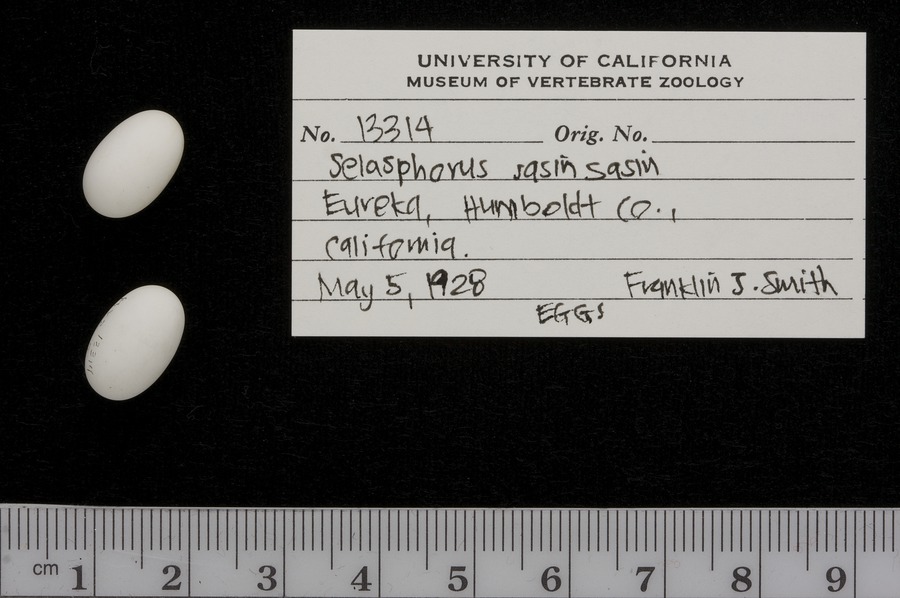 UNIVERSITY OF CALIFORNIA
MUSEUM OF VERTEBRATE ZOOLOGY
No. 13314 Orig. No.
Selasphorus sasin sasin
Eureka, Humboldt Co.,
California.
May 5, 1928 Franklin J. Smith
EGGS
cm 1 2 3 4 5 6 7 8 9